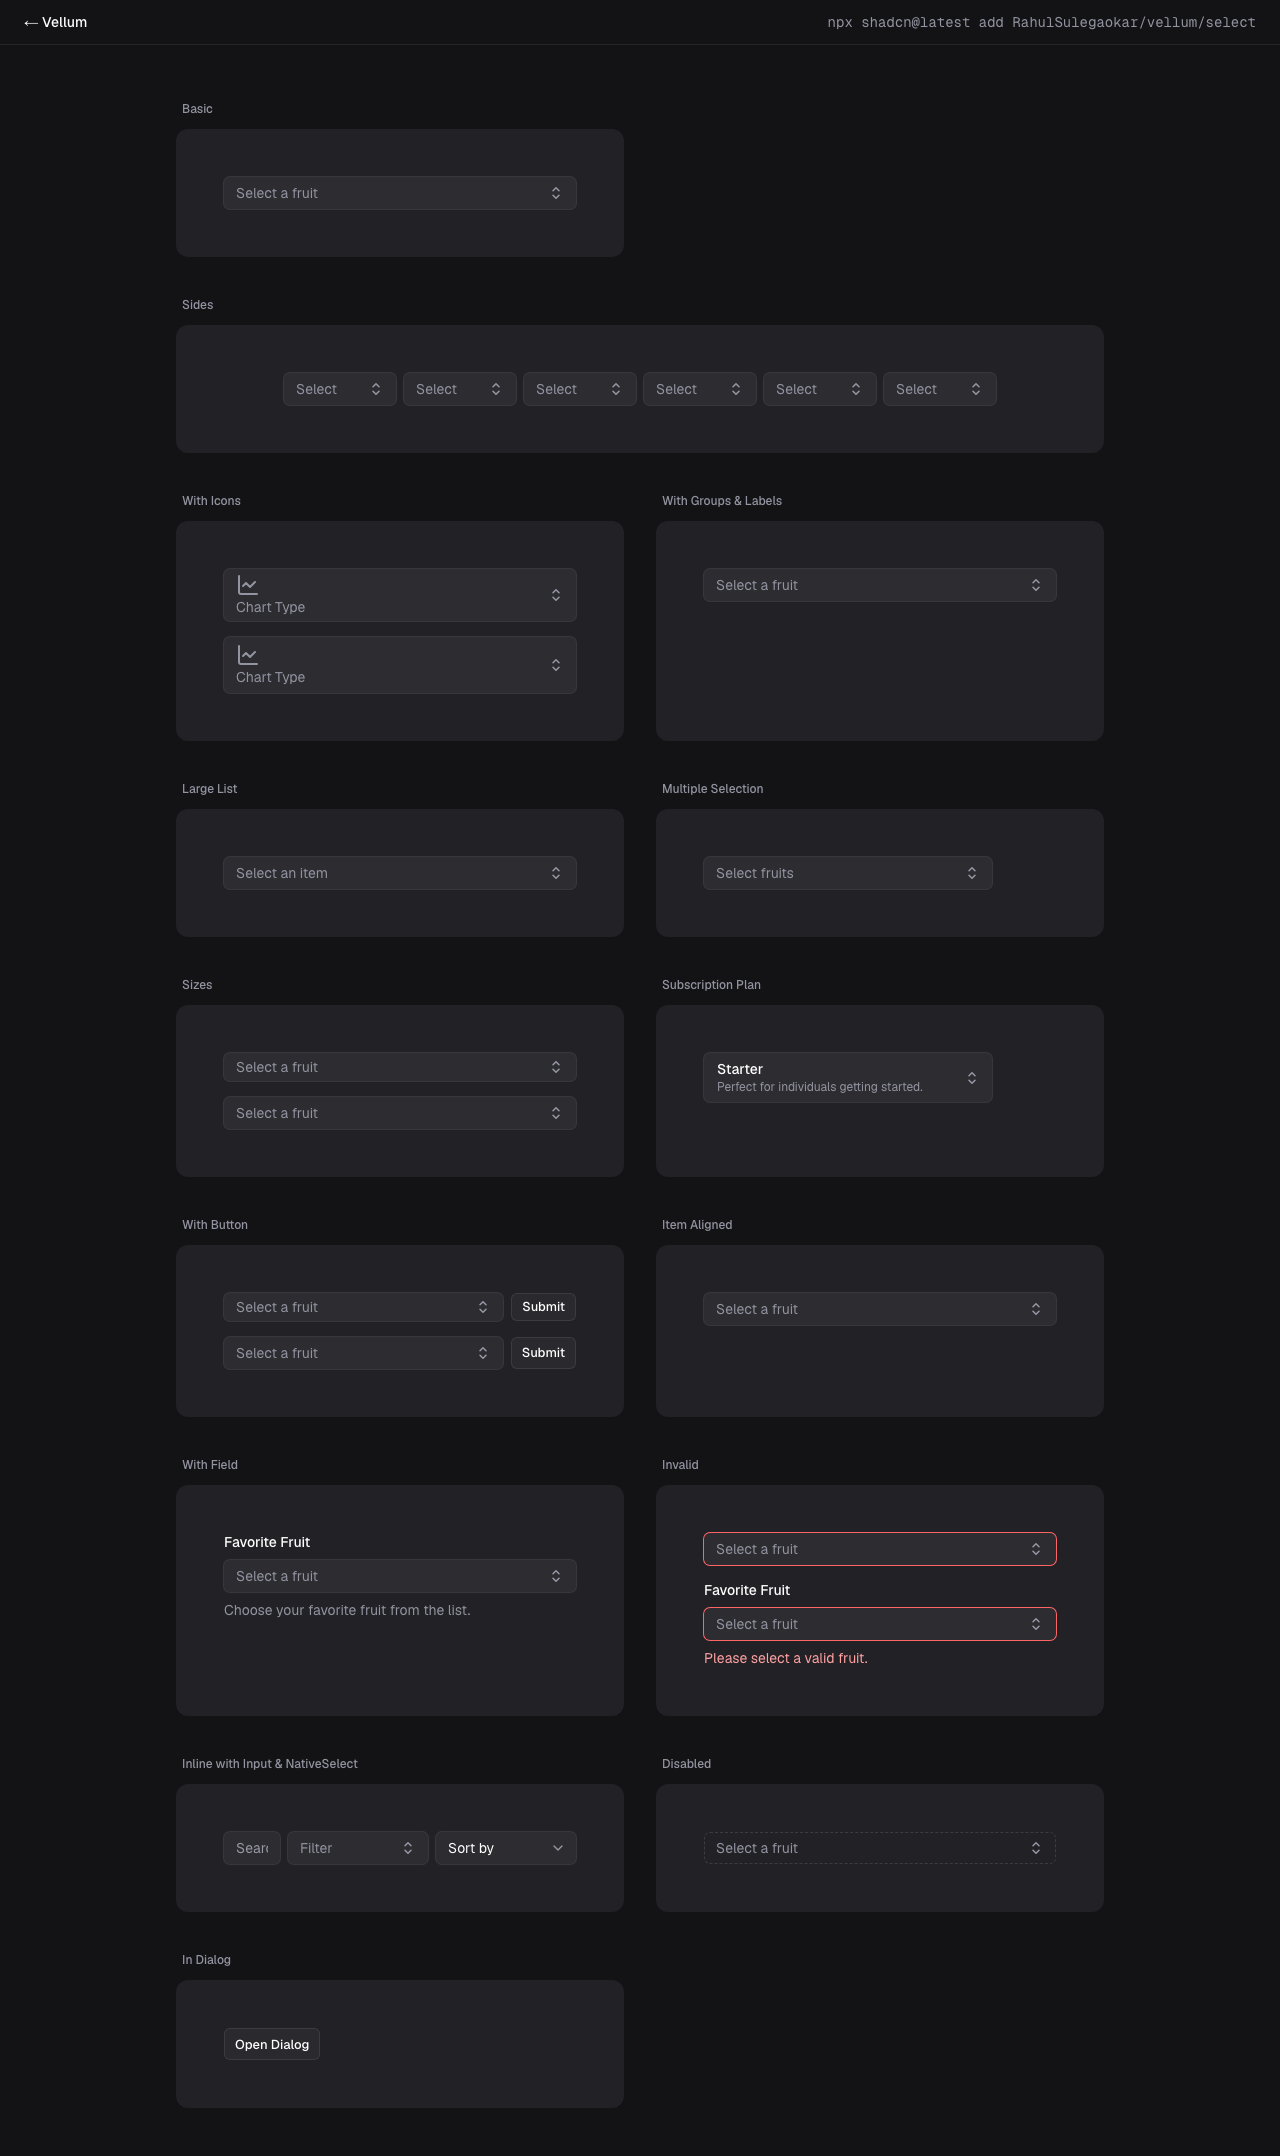 ← Vellum
npx shadcn@latest add RahulSulegaokar/vellum/select
Basic
Select a fruit
Sides
Select Select Select Select Select Select
With Icons
Chart Type
Chart Type
With Groups & Labels
Select a fruit
Large List
Select an item
Multiple Selection
Select fruits
Sizes
Select a fruit
Select a fruit
Subscription Plan
Starter
Perfect for individuals getting started.
With Button
Select a fruit Submit
Select a fruit Submit
Item Aligned
Select a fruit
With Field
Favorite Fruit
Select a fruit
Choose your favorite fruit from the list.
Invalid
Select a fruit
Favorite Fruit
Select a fruit
Please select a valid fruit.
Inline with Input & NativeSelect
Searc Filter Sort by
Disabled
Select a fruit
In Dialog
Open Dialog